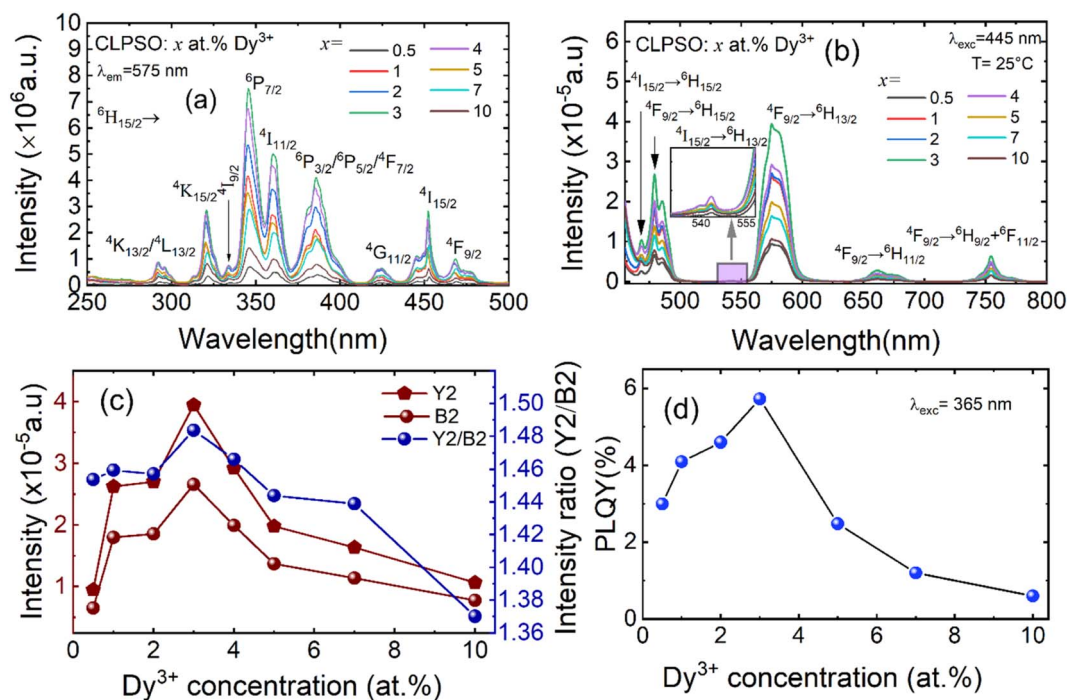 CLPSO: x at.% Dy³⁺
λem=575 nm
(a)
x=
0.5
1
2
3
4
5
7
10
⁶H15/2→
⁴K13/2/⁴L13/2
⁴K15/2
⁴I9/2
⁶P7/2
⁴I11/2
⁶P3/2/⁶P5/2/⁴F7/2
⁴G11/2
⁴I15/2
⁴F9/2
Intensity (×10⁶a.u)
10
9
8
7
6
5
4
3
2
1
0
250 300 350 400 450 500
Wavelength(nm)
CLPSO: x at.% Dy³⁺
(b)
λexc=445 nm
T= 25°C
x=
0.5
1
2
3
4
5
7
10
⁴I15/2→⁶H15/2
⁴F9/2→⁶H15/2
⁴I15/2→⁶H13/2
540 555
⁴F9/2→⁶H13/2
⁴F9/2→⁶H11/2
⁴F9/2→⁶H9/2+⁶F11/2
Intensity (x10⁻⁵a.u)
6
5
4
3
2
1
0
500 550 600 650 700 750 800
Wavelength(nm)
(c)
Y2
B2
Y2/B2
Intensity (x10⁻⁵a.u)
4
3
2
1
0 2 4 6 8 10
Dy³⁺ concentration (at.%)
1.50
1.48
1.46
1.44
1.42
1.40
1.38
1.36
Intensity ratio (Y2/B2)
(d)
λexc= 365 nm
PLQY(%)
6
4
2
0
0 2 4 6 8 10
Dy³⁺ concentration (at.%)